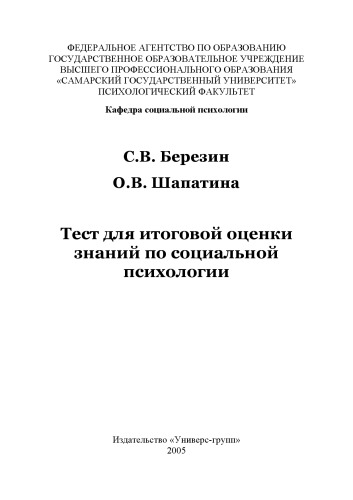 ФЕДЕРАЛЬНОЕ АГЕНТСТВО ПО ОБРАЗОВАНИЮ
ГОСУДАРСТВЕННОЕ ОБРАЗОВАТЕЛЬНОЕ УЧРЕЖДЕНИЕ
ВЫСШЕГО ПРОФЕССИОНАЛЬНОГО ОБРАЗОВАНИЯ
«САМАРСКИЙ ГОСУДАРСТВЕННЫЙ УНИВЕРСИТЕТ»
ПСИХОЛОГИЧЕСКИЙ ФАКУЛЬТЕТ
Кафедра социальной психологии
С.В. Березин
О.В. Шапатина
Тест для итоговой оценки
знаний по социальной
психологии
Издательство «Универс-групп»
2005